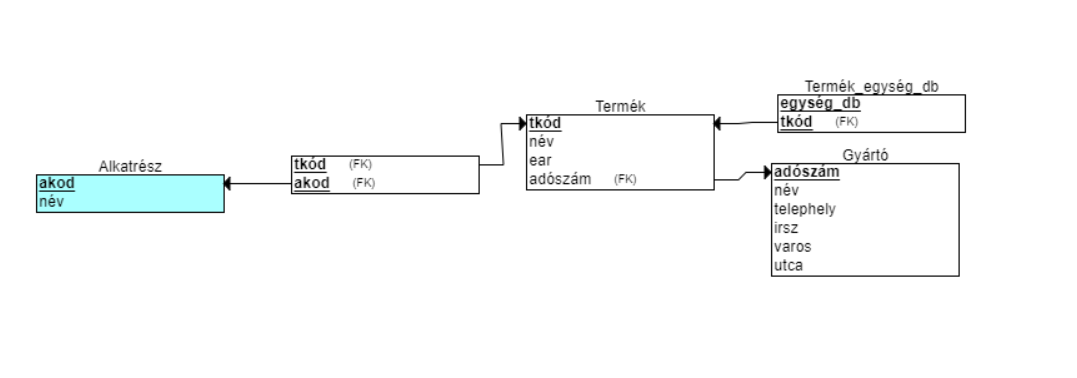 Alkatrész
akod
név
tkód (FK)
akod (FK)
Termék
tkód
név
ear
adószám (FK)
Termék_egység_db
egység_db
tkód (FK)
Gyártó
adószám
név
telephely
irsz
varos
utca